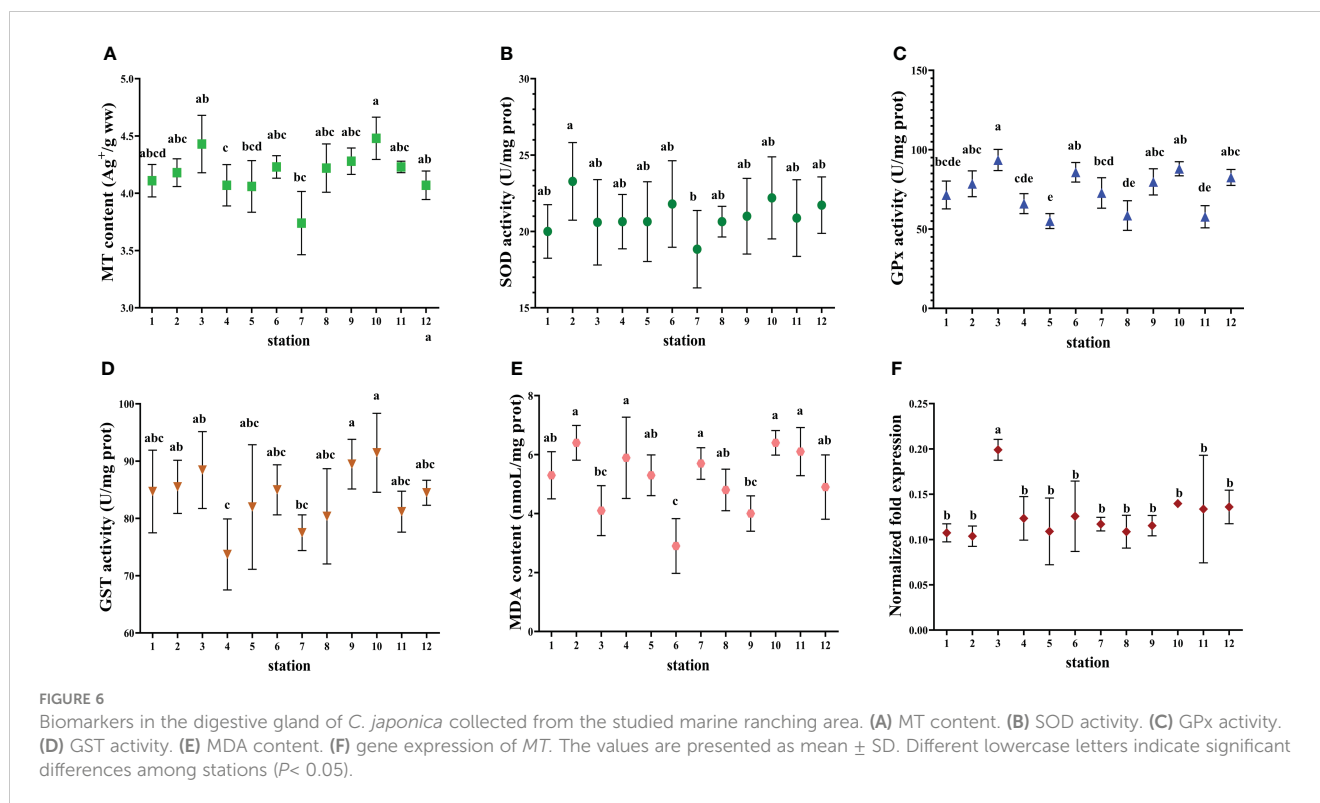 A
MT content (Ag+/g ww)
5.0
4.5
4.0
3.5
3.0
abcd abc ab c bcd abc bc abc abc a abc ab
1 2 3 4 5 6 7 8 9 10 11 12
station
a
B
SOD activity (U/mg prot)
30
25
20
15
ab a ab ab ab ab b ab ab ab ab ab
1 2 3 4 5 6 7 8 9 10 11 12
station
C
GPx activity (U/mg prot)
150
100
50
0
bcde abc a cde e ab bcd de abc ab de abc
1 2 3 4 5 6 7 8 9 10 11 12
station
D
GST activity (U/mg prot)
100
90
80
70
60
abc ab ab c abc ab bc abc a a abc abc
1 2 3 4 5 6 7 8 9 10 11 12
station
E
MDA content (nmoL/mg prot)
8
6
4
2
0
ab a bc a ab c a ab bc a a ab
1 2 3 4 5 6 7 8 9 10 11 12
station
F
Normalized fold expression
0.25
0.20
0.15
0.10
0.05
0.00
b b a b b b b b b b b b
1 2 3 4 5 6 7 8 9 10 11 12
station
FIGURE 6
Biomarkers in the digestive gland of C. japonica collected from the studied marine ranching area. (A) MT content. (B) SOD activity. (C) GPx activity.
(D) GST activity. (E) MDA content. (F) gene expression of MT. The values are presented as mean ± SD. Different lowercase letters indicate significant
differences among stations (P< 0.05).